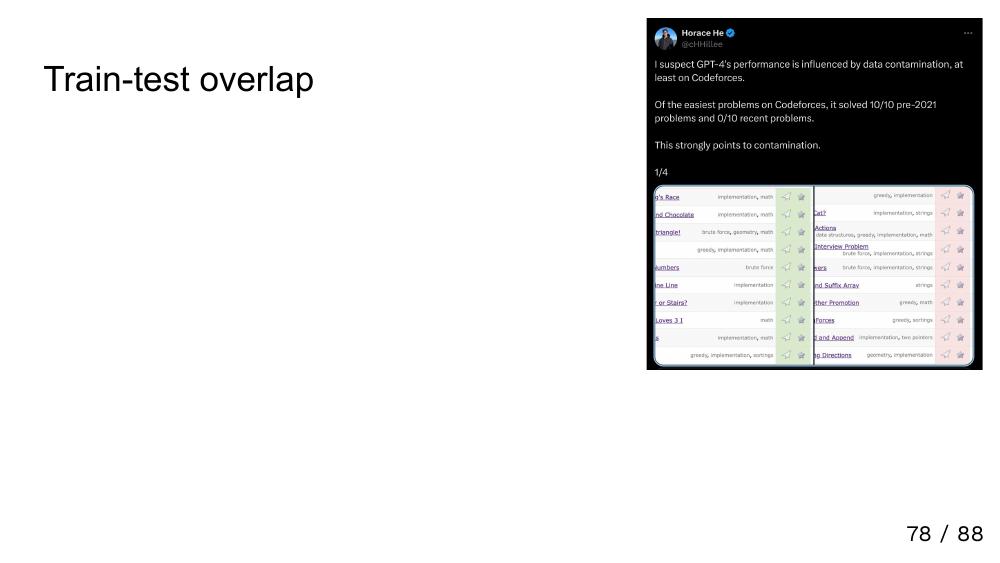 Train-test overlap
Horace He
@cHHillee
I suspect GPT-4's performance is influenced by data contamination, at
least on Codeforces.
Of the easiest problems on Codeforces, it solved 10/10 pre-2021
problems and 0/10 recent problems.
This strongly points to contamination.
1/4
g's Race implementation, math
nd Chocolate implementation, math
triangle! brute force, geometry, math
greedy, implementation, math
Numbers brute force
ine Line implementation
r or Stairs? implementation
Loves 3 I math
s implementation, math
greedy, implementation, sortings
greedy, implementation
Cat? implementation, strings
Actions
data structures, greedy, implementation, math
Interview Problem
brute force, implementation, strings
wers brute force, implementation, strings
nd Suffix Array strings
ther Promotion greedy, math
Forces greedy, sortings
d and Append implementation, two pointers
ng Directions geometry, implementation
78 / 88